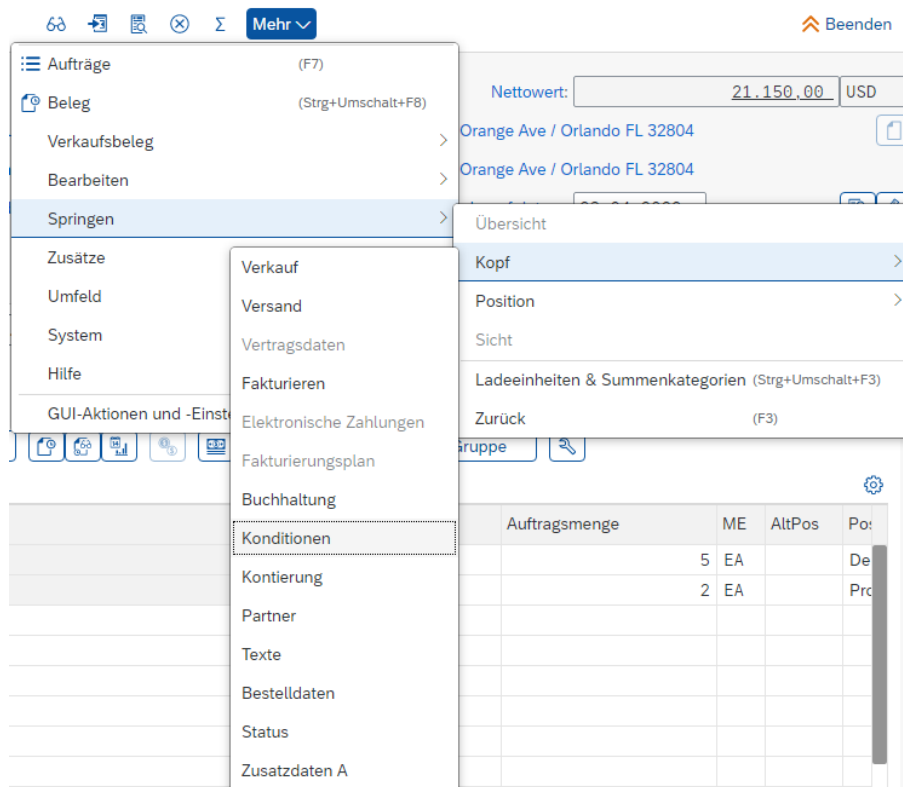 Mehr
Beenden
Aufträge (F7)
Beleg (Strg+Umschalt+F8)
Verkaufsbeleg
Bearbeiten
Springen
Zusätze
Umfeld
System
Hilfe
GUI-Aktionen und -Einste
Nettowert: 21.150,00 USD
Orange Ave / Orlando FL 32804
Orange Ave / Orlando FL 32804
Übersicht
Kopf
Position
Sicht
Ladeeinheiten & Summenkategorien (Strg+Umschalt+F3)
Zurück (F3)
Verkauf
Versand
Vertragsdaten
Fakturieren
Elektronische Zahlungen
Fakturierungsplan
Buchhaltung
Konditionen
Kontierung
Partner
Texte
Bestelldaten
Status
Zusatzdaten A
Gruppe
Auftragsmenge ME AltPos Pos
5 EA De
2 EA Pro